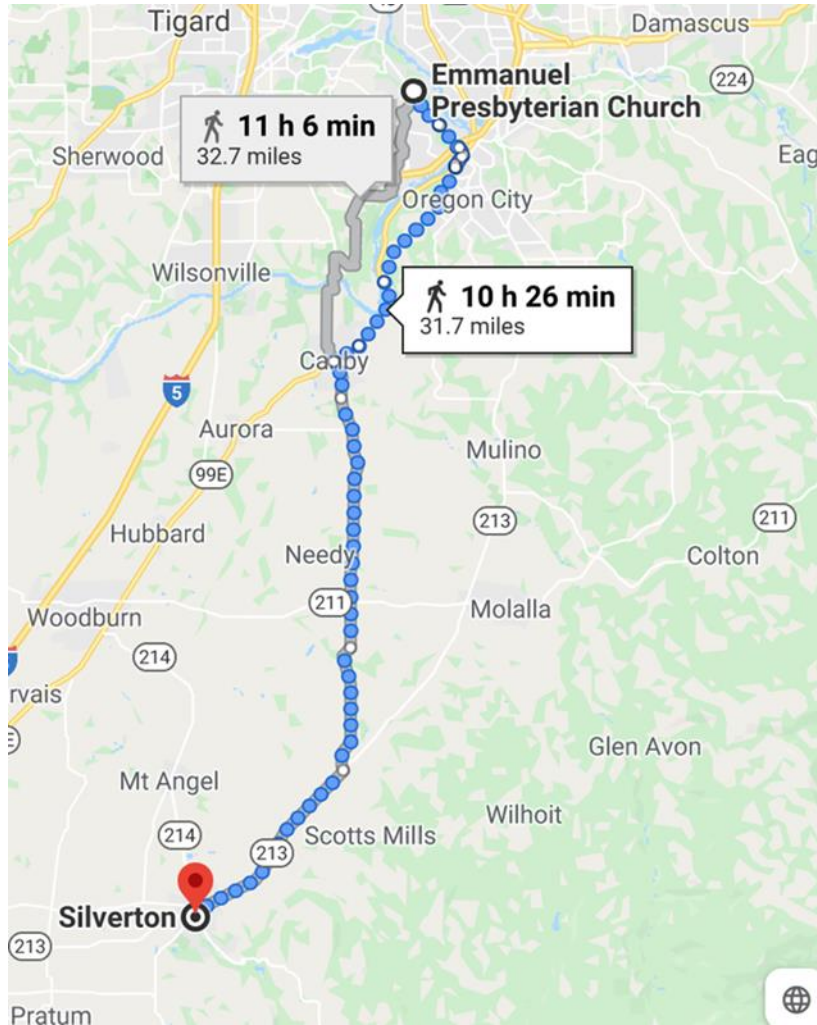 Tigard
Damascus
Emmanuel
Presbyterian Church
224
11 h 6 min
32.7 miles
Sherwood
Eag
Oregon City
Wilsonville
10 h 26 min
31.7 miles
Canby
5
Aurora
Mulino
99E
213
211
Hubbard
Needy
Colton
211
Molalla
Woodburn
214
rvais
E
Glen Avon
Mt Angel
Wilhoit
214
Scotts Mills
213
Silverton
213
Pratum